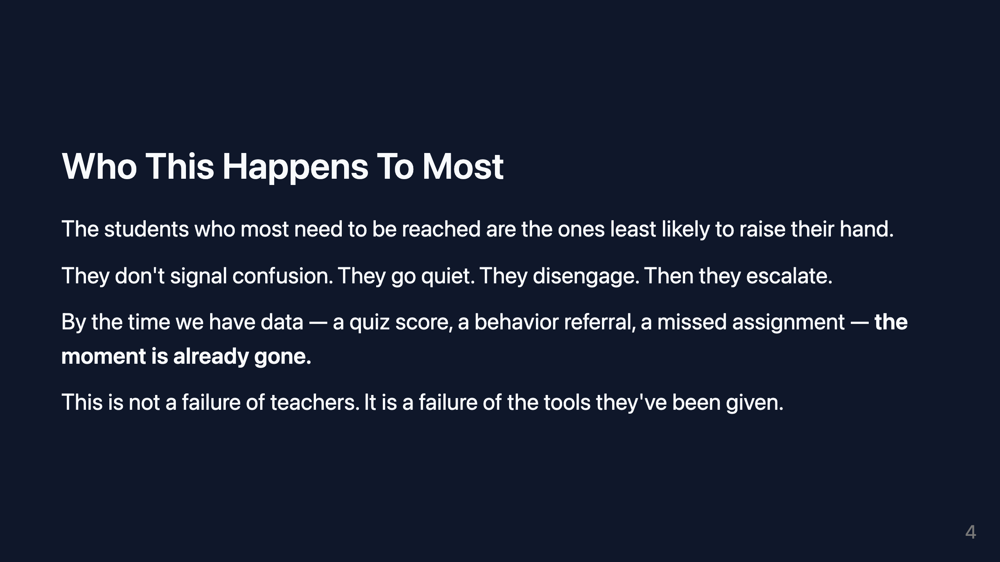 Who This Happens To Most
The students who most need to be reached are the ones least likely to raise their hand.
They don't signal confusion. They go quiet. They disengage. Then they escalate.
By the time we have data — a quiz score, a behavior referral, a missed assignment — the
moment is already gone.
This is not a failure of teachers. It is a failure of the tools they've been given.
4